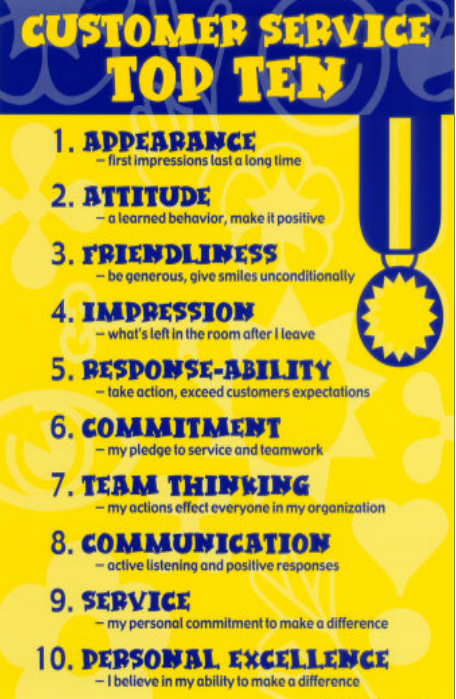 CUSTOMER SERVICE
TOP TEN
1. APPEARANCE
– first impressions last a long time
2. ATTITUDE
– a learned behavior, make it positive
3. FRIENDLINESS
– be generous, give smiles unconditionally
4. IMPRESSION
– what's left in the room after I leave
5. RESPONSE-ABILITY
– take action, exceed customers expectations
6. COMMITMENT
– my pledge to service and teamwork
7. TEAM THINKING
– my actions effect everyone in my organization
8. COMMUNICATION
– active listening and positive responses
9. SERVICE
– my personal commitment to make a difference
10. PERSONAL EXCELLENCE
– I believe in my ability to make a difference